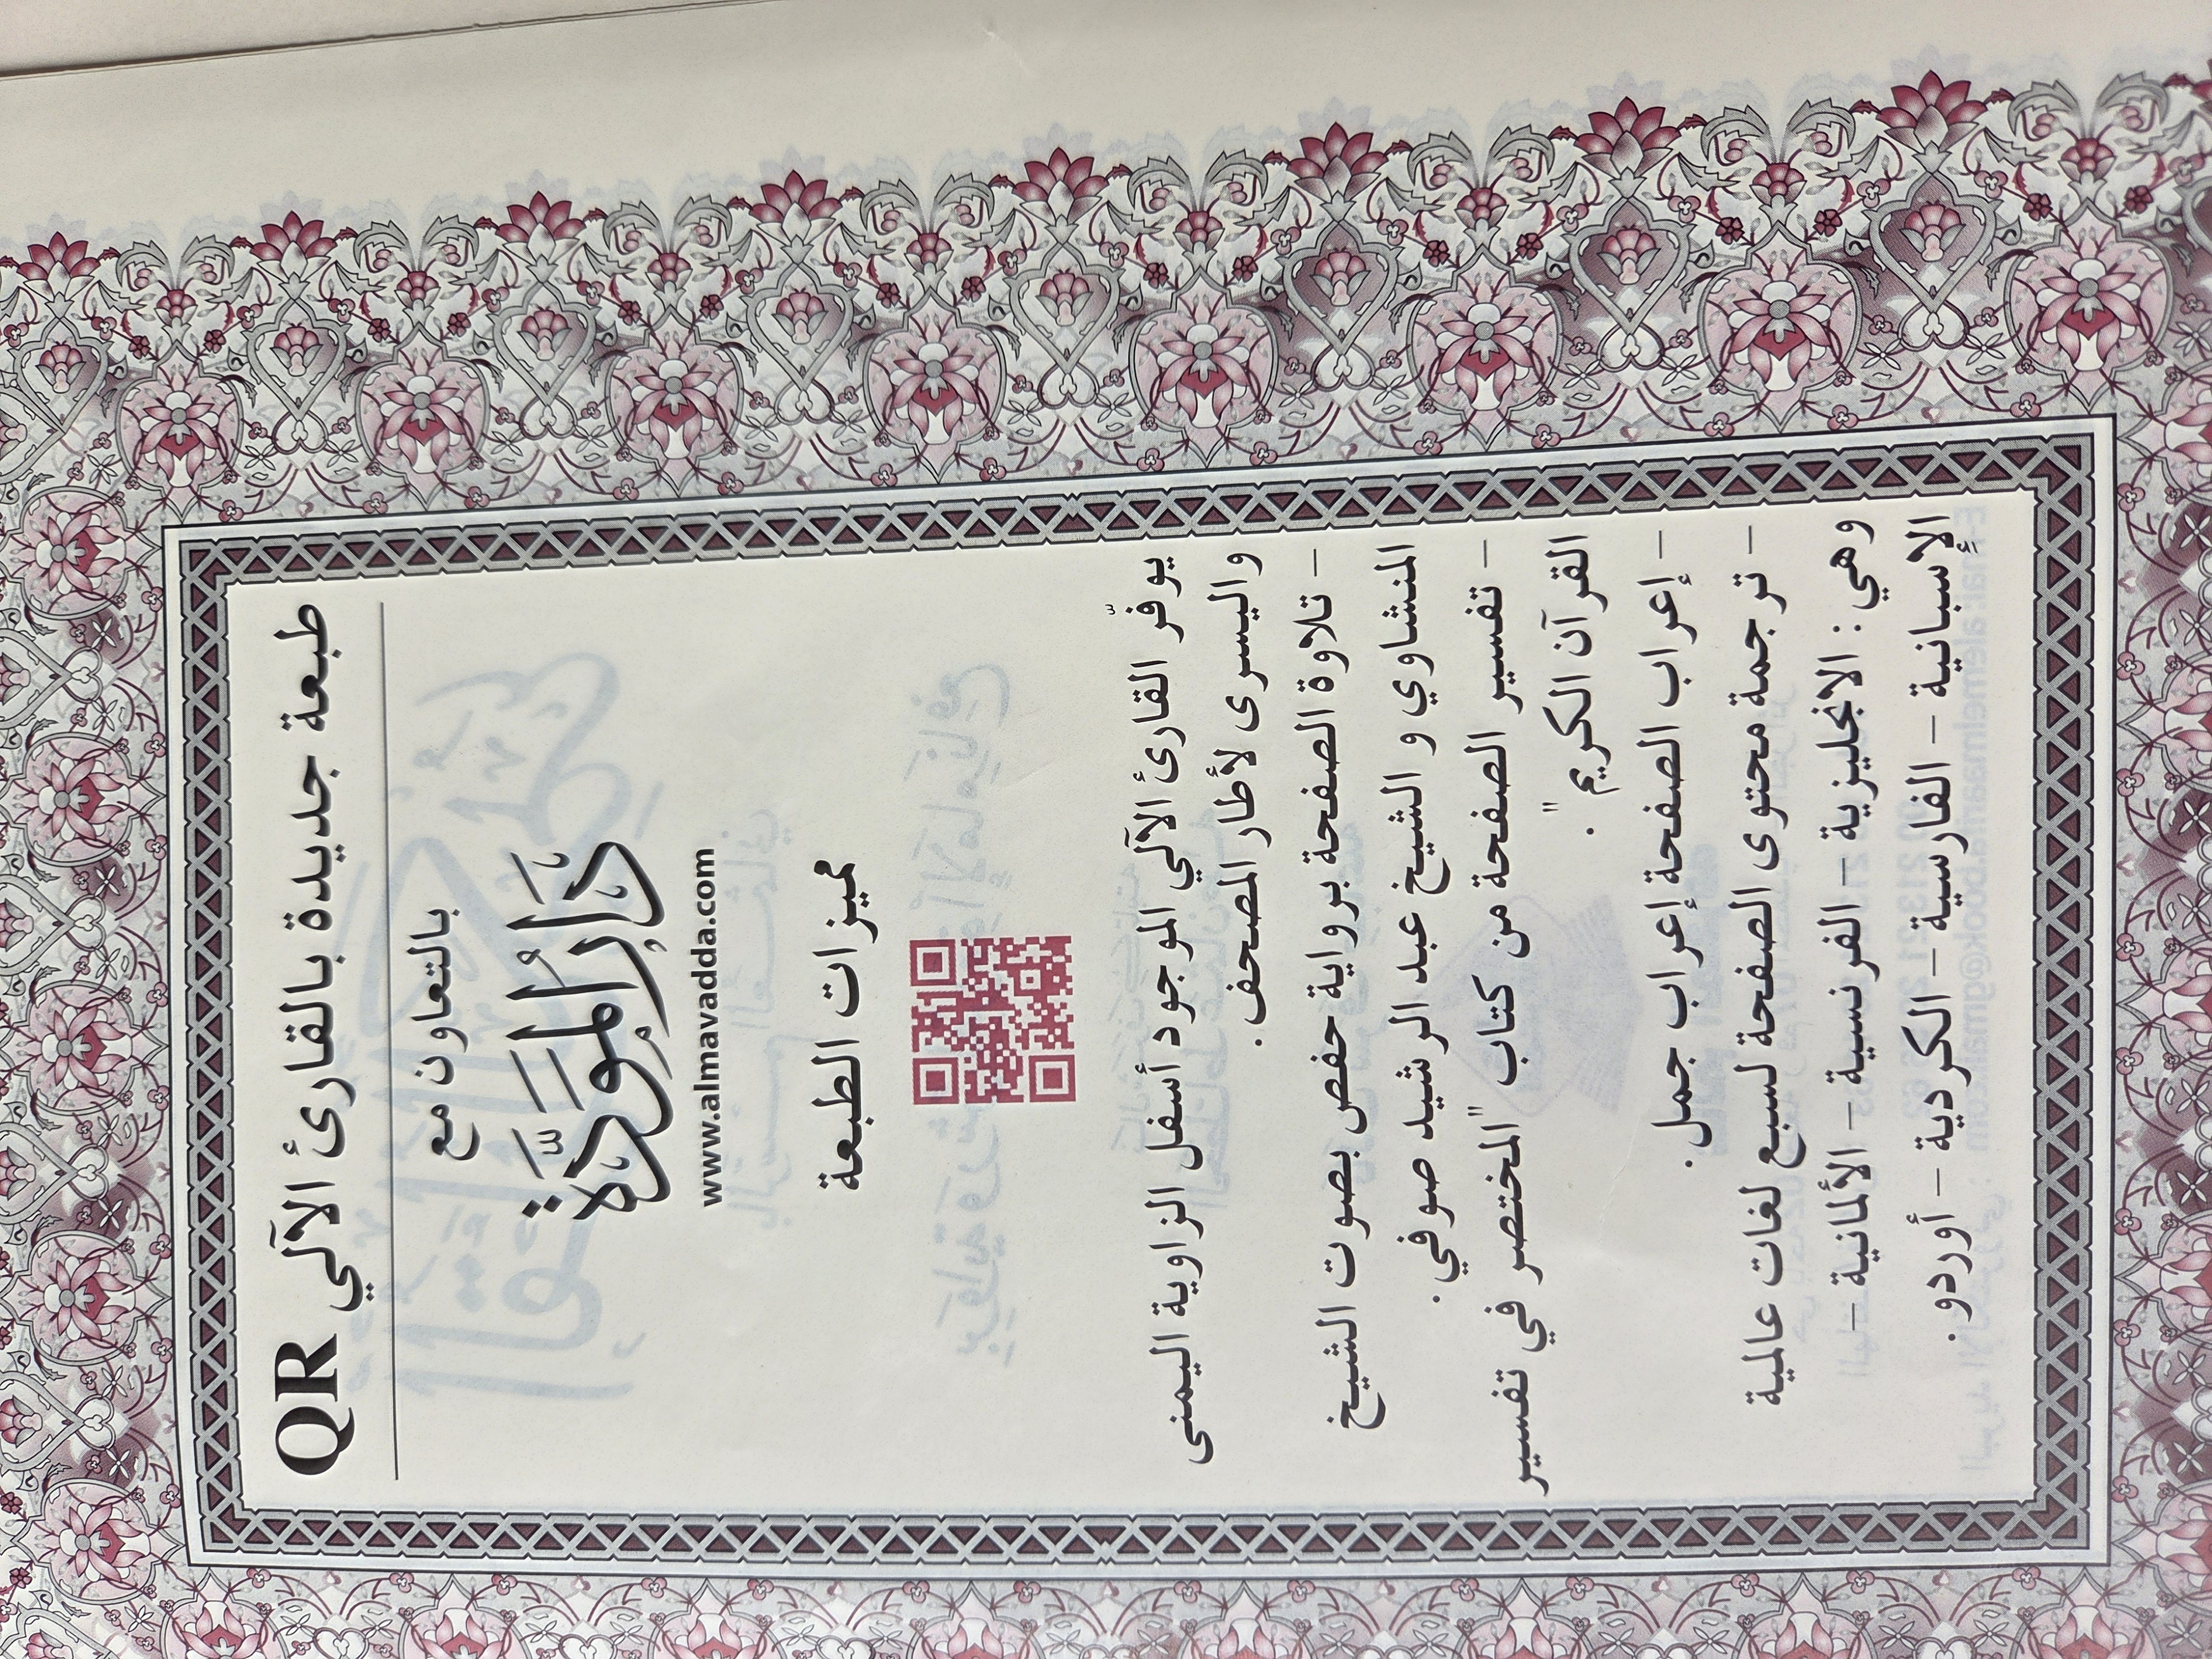 طبعة جديدة بالقارئ الآلي QR
بالتعاون مع
دَارُ المَوَدَّة
www.almavadda.com
مميزات الطبعة
يوفّر القارئ الآلي الموجود أسفل الزاوية اليمنى
واليسرى لأطار المصحف .
– تلاوة الصفحة برواية حفص بصوت الشيخ
المنشاوي و الشيخ عبد الرشيد صوفي .
– تفسير الصفحة من كتاب "المختصر في تفسير
القرآن الكريم" .
– إعراب الصفحة إعراب جمل .
– ترجمة محتوى الصفحة لسبع لغات عالمية
وهي : الانجليزية – الفرنسية – الألمانية –
الإسبانية – الفارسية – الكردية – أوردو .